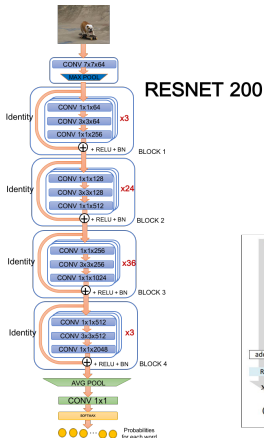 CONV 7x7x64
MAX POOL
RESNET 200
Identity
CONV 1x1x64
CONV 3x3x64
CONV 1x1x256
x3
+ RELU + BN
BLOCK 1
Identity
CONV 1x1x128
CONV 3x3x128
CONV 1x1x512
x24
+ RELU + BN
BLOCK 2
Identity
CONV 1x1x256
CONV 3x3x256
CONV 1x1x1024
x36
+ RELU + BN
BLOCK 3
Identity
CONV 1x1x512
CONV 3x3x512
CONV 1x1x2048
x3
+ RELU + BN
BLOCK 4
AVG POOL
CONV 1x1
SOFTMAX
Probabilities
for each word